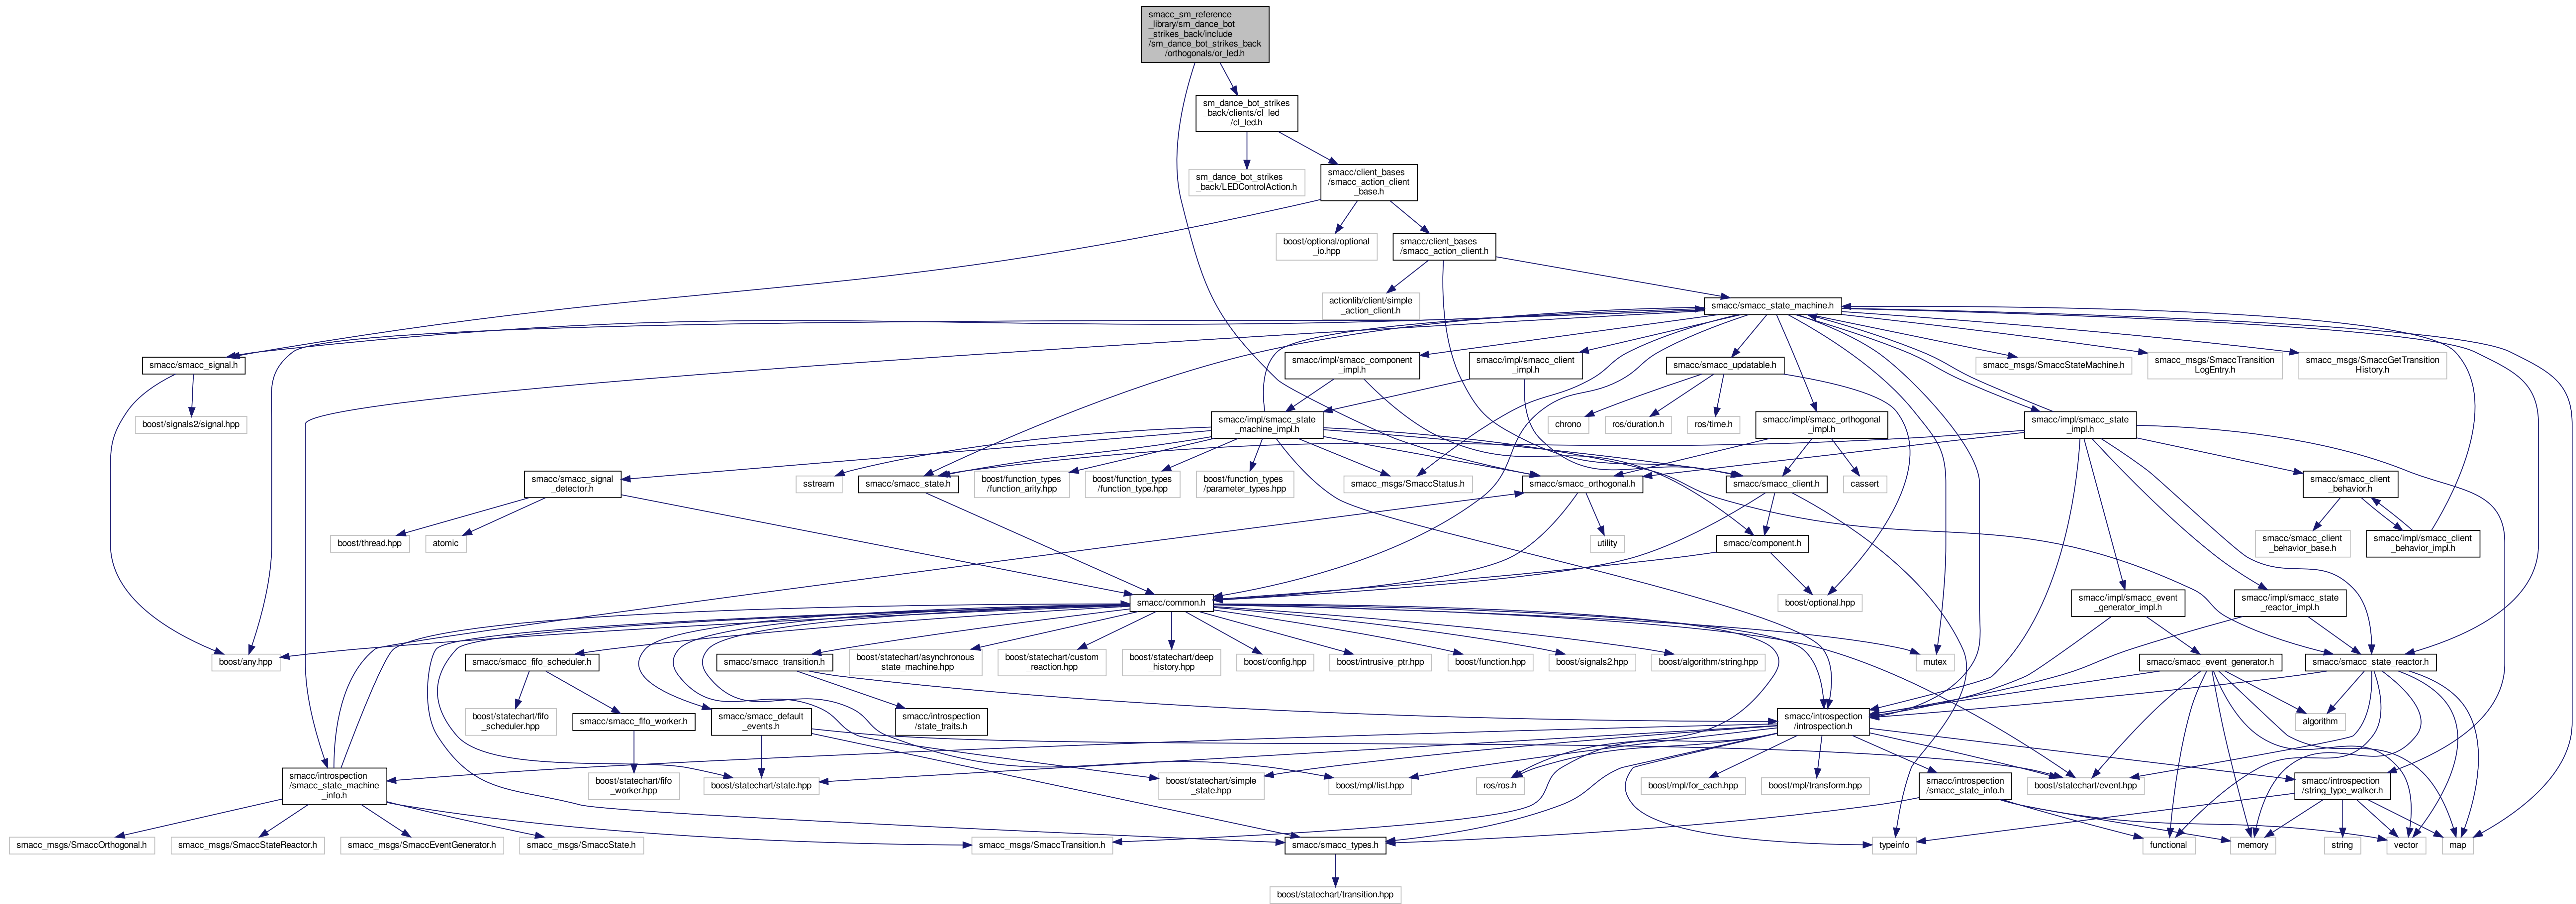 smacc_sm_reference
_library/sm_dance_bot
_strikes_back/include
/sm_dance_bot_strikes_back
/orthogonals/or_led.h
sm_dance_bot_strikes
_back/clients/cl_led
/cl_led.h
sm_dance_bot_strikes
_back/LEDControlAction.h
smacc/client_bases
/smacc_action_client
_base.h
boost/optional/optional
_io.hpp
smacc/client_bases
/smacc_action_client.h
actionlib/client/simple
_action_client.h
smacc/smacc_state_machine.h
smacc/smacc_signal.h
smacc/impl/smacc_component
_impl.h
smacc/impl/smacc_client
_impl.h
smacc/smacc_updatable.h
smacc_msgs/SmaccStateMachine.h
smacc_msgs/SmaccTransition
LogEntry.h
smacc_msgs/SmaccGetTransition
History.h
boost/signals2/signal.hpp
smacc/impl/smacc_state
_machine_impl.h
chrono
ros/duration.h
ros/time.h
smacc/impl/smacc_orthogonal
_impl.h
smacc/impl/smacc_state
_impl.h
smacc/smacc_signal
_detector.h
sstream
smacc/smacc_state.h
boost/function_types
/function_arity.hpp
boost/function_types
/function_type.hpp
boost/function_types
/parameter_types.hpp
smacc_msgs/SmaccStatus.h
smacc/smacc_orthogonal.h
smacc/smacc_client.h
cassert
smacc/smacc_client
_behavior.h
boost/thread.hpp
atomic
utility
smacc/component.h
smacc/smacc_client
_behavior_base.h
smacc/impl/smacc_client
_behavior_impl.h
smacc/common.h
boost/optional.hpp
smacc/impl/smacc_event
_generator_impl.h
smacc/impl/smacc_state
_reactor_impl.h
boost/any.hpp
smacc/smacc_fifo_scheduler.h
smacc/smacc_transition.h
boost/statechart/asynchronous
_state_machine.hpp
boost/statechart/custom
_reaction.hpp
boost/statechart/deep
_history.hpp
boost/config.hpp
boost/intrusive_ptr.hpp
boost/function.hpp
boost/signals2.hpp
boost/algorithm/string.hpp
mutex
smacc/smacc_event_generator.h
smacc/smacc_state_reactor.h
boost/statechart/fifo
_scheduler.hpp
smacc/smacc_fifo_worker.h
smacc/smacc_default
_events.h
smacc/introspection
/state_traits.h
smacc/introspection
/introspection.h
algorithm
smacc/introspection
/smacc_state_machine
_info.h
boost/statechart/fifo
_worker.hpp
boost/statechart/state.hpp
boost/statechart/simple
_state.hpp
boost/mpl/list.hpp
ros/ros.h
boost/mpl/for_each.hpp
boost/mpl/transform.hpp
smacc/introspection
/smacc_state_info.h
boost/statechart/event.hpp
smacc/introspection
/string_type_walker.h
smacc_msgs/SmaccOrthogonal.h
smacc_msgs/SmaccStateReactor.h
smacc_msgs/SmaccEventGenerator.h
smacc_msgs/SmaccState.h
smacc_msgs/SmaccTransition.h
smacc/smacc_types.h
typeinfo
functional
memory
string
vector
map
boost/statechart/transition.hpp